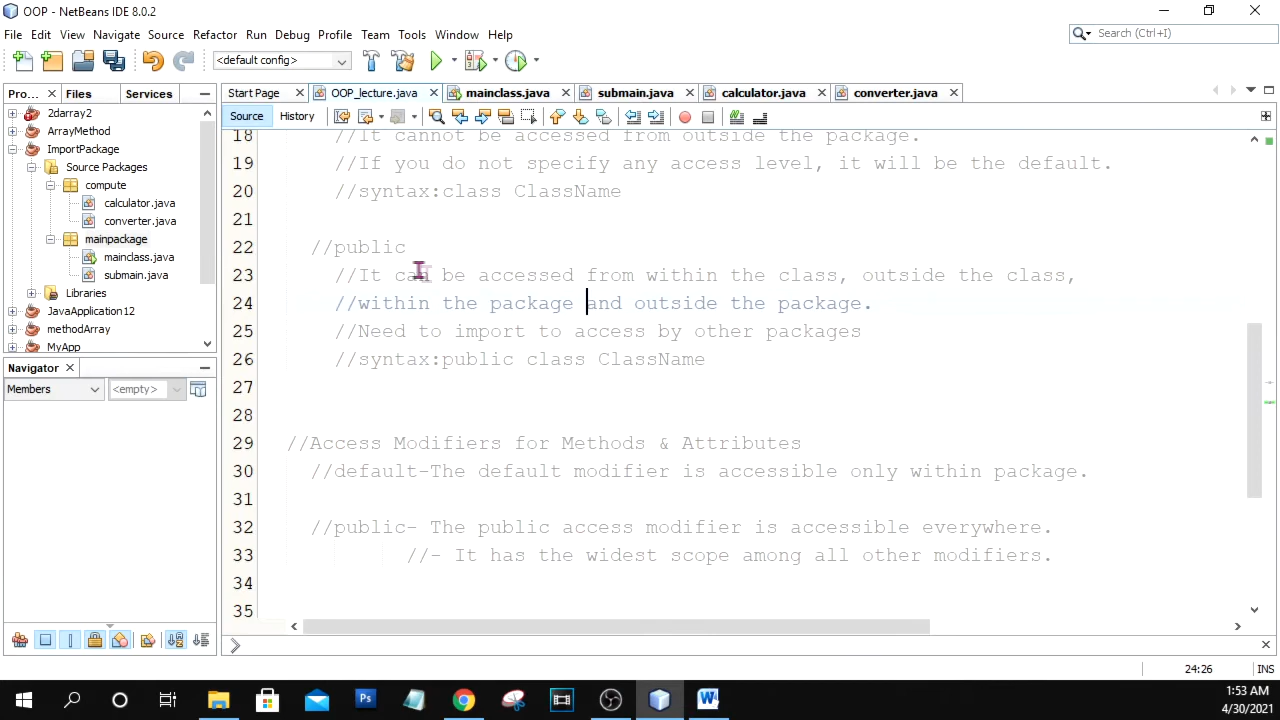 OOP - NetBeans IDE 8.0.2
File Edit View Navigate Source Refactor Run Debug Profile Team Tools Window Help
Search (Ctrl+I)
<default config>
Pro... Files Services
Start Page OOP_lecture.java mainclass.java submain.java calculator.java converter.java
Source History
2darray2
ArrayMethod
ImportPackage
Source Packages
compute
calculator.java
converter.java
mainpackage
mainclass.java
submain.java
Libraries
JavaApplication12
methodArray
MyApp
Navigator
Members <empty>
18 //It cannot be accessed from outside the package.
19 //If you do not specify any access level, it will be the default.
20 //syntax:class ClassName
21
22 //public
23 //It can be accessed from within the class, outside the class,
24 //within the package and outside the package.
25 //Need to import to access by other packages
26 //syntax:public class ClassName
27
28
29 //Access Modifiers for Methods & Attributes
30 //default-The default modifier is accessible only within package.
31
32 //public- The public access modifier is accessible everywhere.
33 //- It has the widest scope among all other modifiers.
34
35
24:26 INS
1:53 AM
4/30/2021